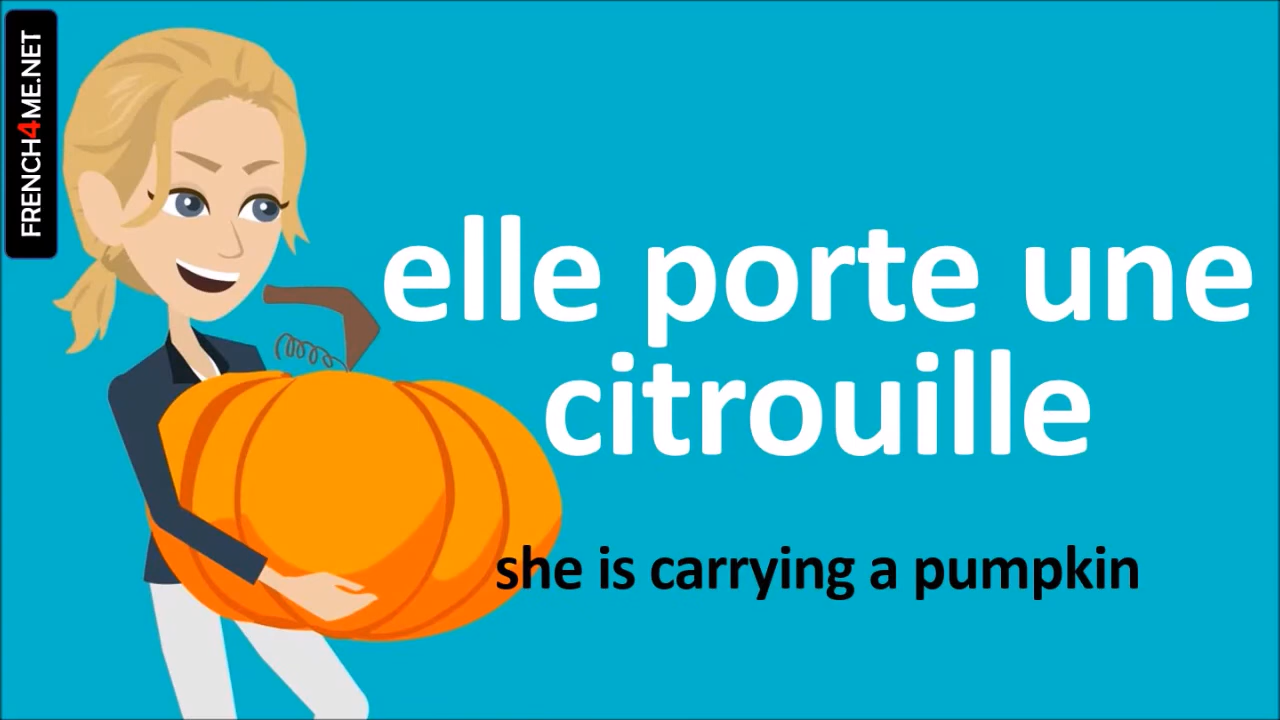 FRENCH4ME.NET
elle porte une
citrouille
she is carrying a pumpkin